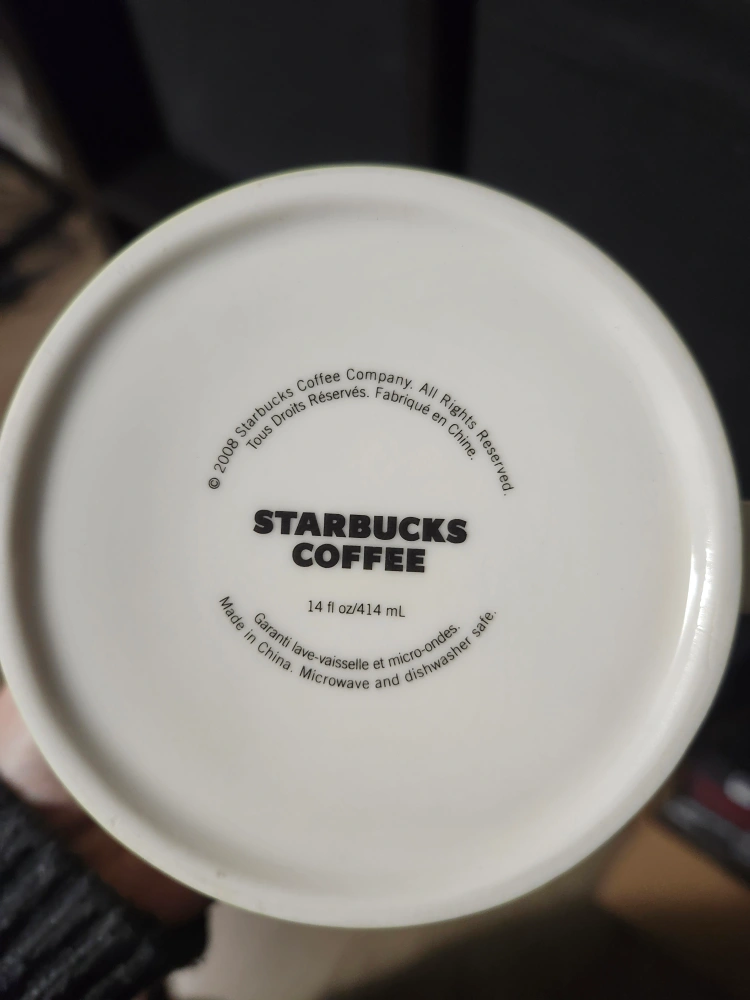 © 2008 Starbucks Coffee Company. All Rights Reserved.
Tous Droits Réservés. Fabriqué en Chine.
STARBUCKS
COFFEE
14 fl oz/414 mL
Garanti lave-vaisselle et micro-ondes.
Made in China. Microwave and dishwasher safe.